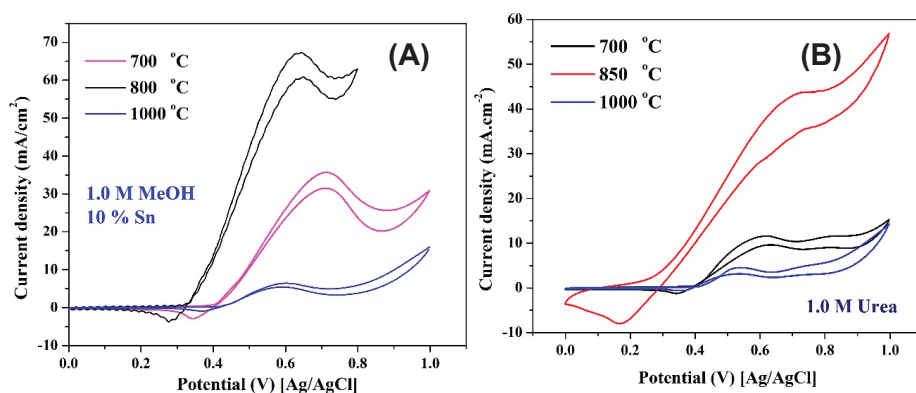 (A)
700 °C
800 °C
1000 °C
1.0 M MeOH
10 % Sn
Current density (mA/cm²)
70
60
50
40
30
20
10
0
-10
0.0 0.2 0.4 0.6 0.8 1.0
Potential (V) [Ag/AgCl]
(B)
700 °C
850 °C
1000 °C
1.0 M Urea
Current density (mA.cm⁻²)
60
50
40
30
20
10
0
-10
0.0 0.2 0.4 0.6 0.8 1.0
Potential (V) [Ag/AgCl]